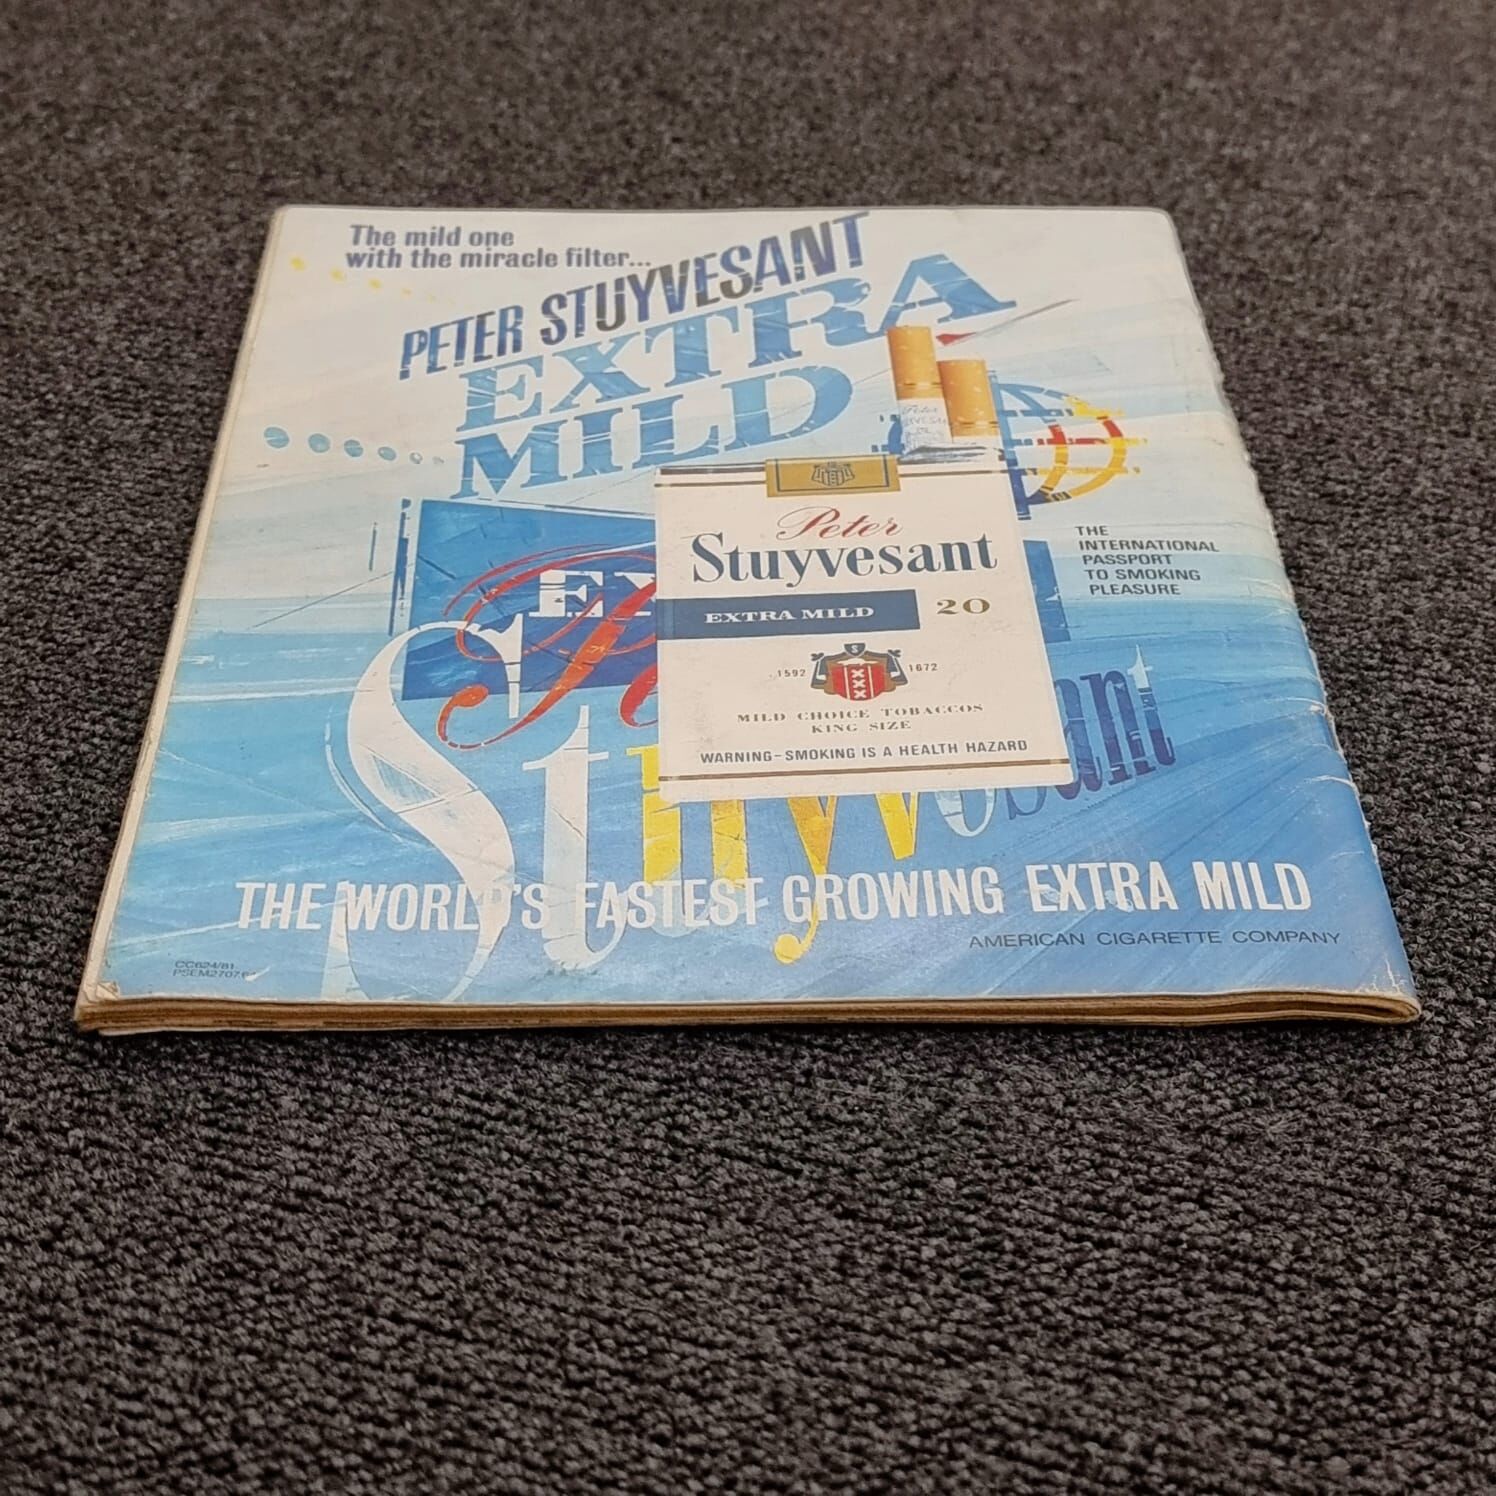 The mild one
with the miracle filter...
PETER STUYVESANT
EXTRA
MILD
Peter
Stuyvesant
EXTRA MILD
20
1592
S
1672
XXX
MILD CHOICE TOBACCOS
KING SIZE
WARNING-SMOKING IS A HEALTH HAZARD
THE
INTERNATIONAL
PASSPORT
TO SMOKING
PLEASURE
Stuyvesant
THE WORLD'S FASTEST GROWING EXTRA MILD
AMERICAN CIGARETTE COMPANY
CC624/81